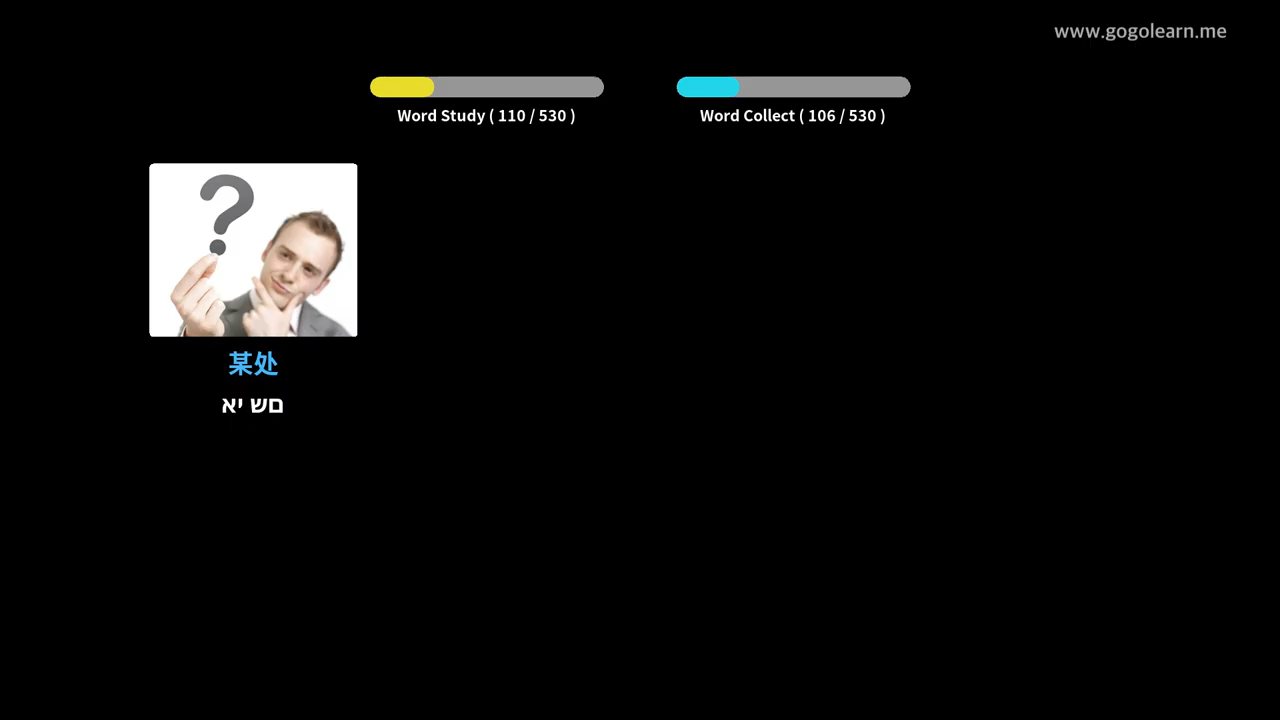 www.gogolearn.me
Word Study ( 110 / 530 )
Word Collect ( 106 / 530 )
某处
אי שם